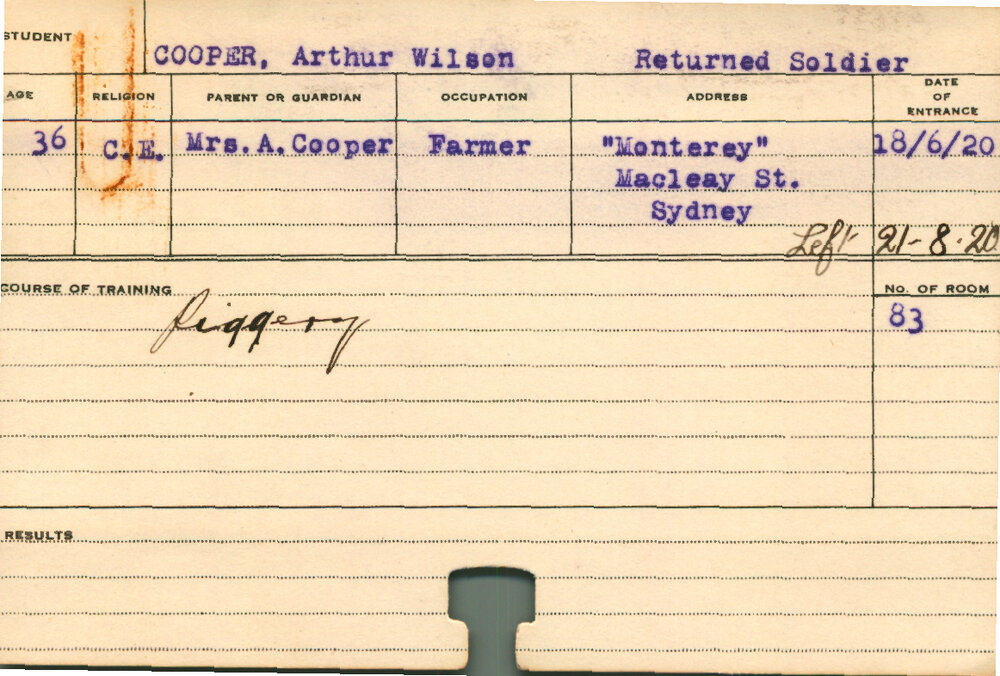 STUDENT
COOPER, Arthur Wilson Returned Soldier
AGE RELIGION PARENT OR GUARDIAN OCCUPATION ADDRESS DATE OF ENTRANCE
36 C.E. Mrs. A. Cooper Farmer "Monterey" 18/6/20
Macleay St.
Sydney
Left 21-8-20
COURSE OF TRAINING No. OF ROOM
Piggery 83
RESULTS